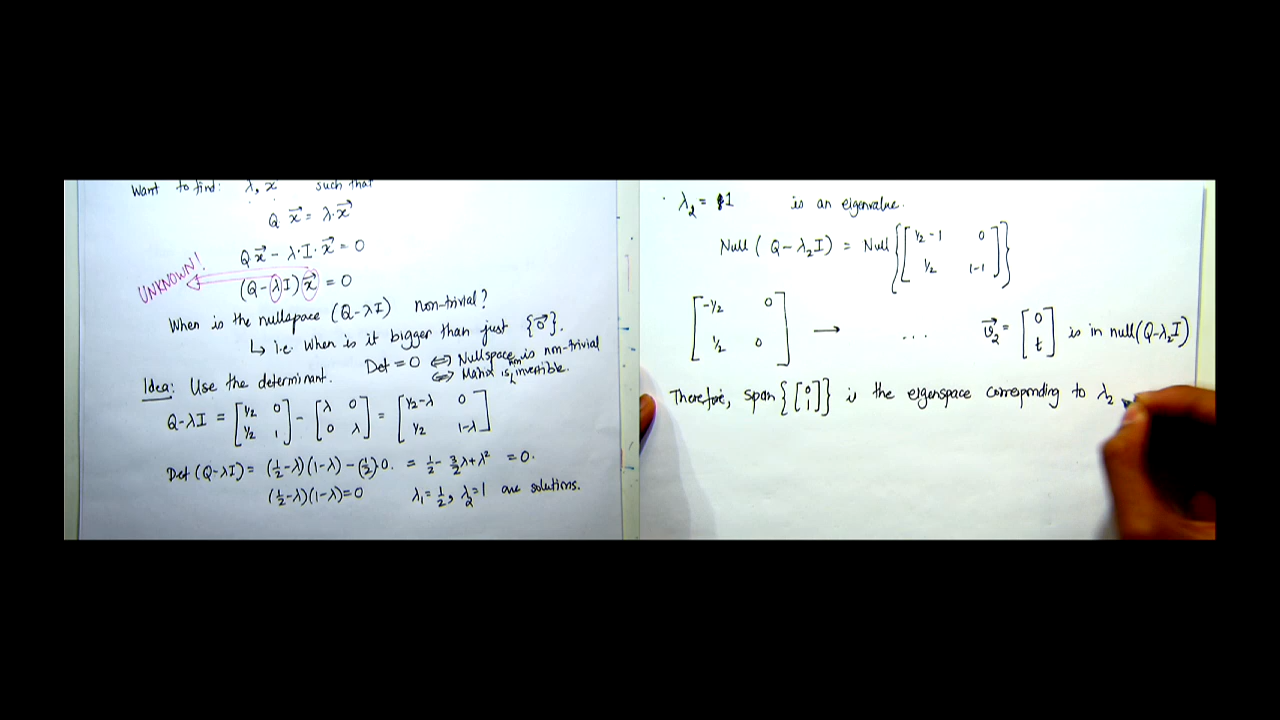 Want to find: λ, x such that
Q x⃗ = λ·x⃗
Qx⃗ - λ·I·x⃗ = 0
UNKNOWN!
(Q-λI)x⃗ = 0
When is the nullspace (Q-λI) non-trivial?
↳ i.e. When is it bigger than just {0⃗}.
Idea: Use the determinant. Det = 0 ⟺ Nullspace is non-trivial
⟺ Matrix is non invertible.
Q-λI = [1/2 0; 1/2 1] - [λ 0; 0 λ] = [1/2-λ 0; 1/2 1-λ]
Det(Q-λI) = (1/2-λ)(1-λ) - (1/2)·0. = 1/2 - 3/2λ + λ² = 0.
(1/2-λ)(1-λ)=0 λ₁=1/2, λ₂=1 are solutions.
· λ₂ = 1 is an eigenvalue.
Null(Q-λ₂I) = Null{[1/2-1 0; 1/2 1-1]}
[-1/2 0; 1/2 0] → ... v⃗₂ = [0; t] is in null(Q-λ₂I)
Therefore, span{[0; 1]} is the eigenspace corresponding to λ₂